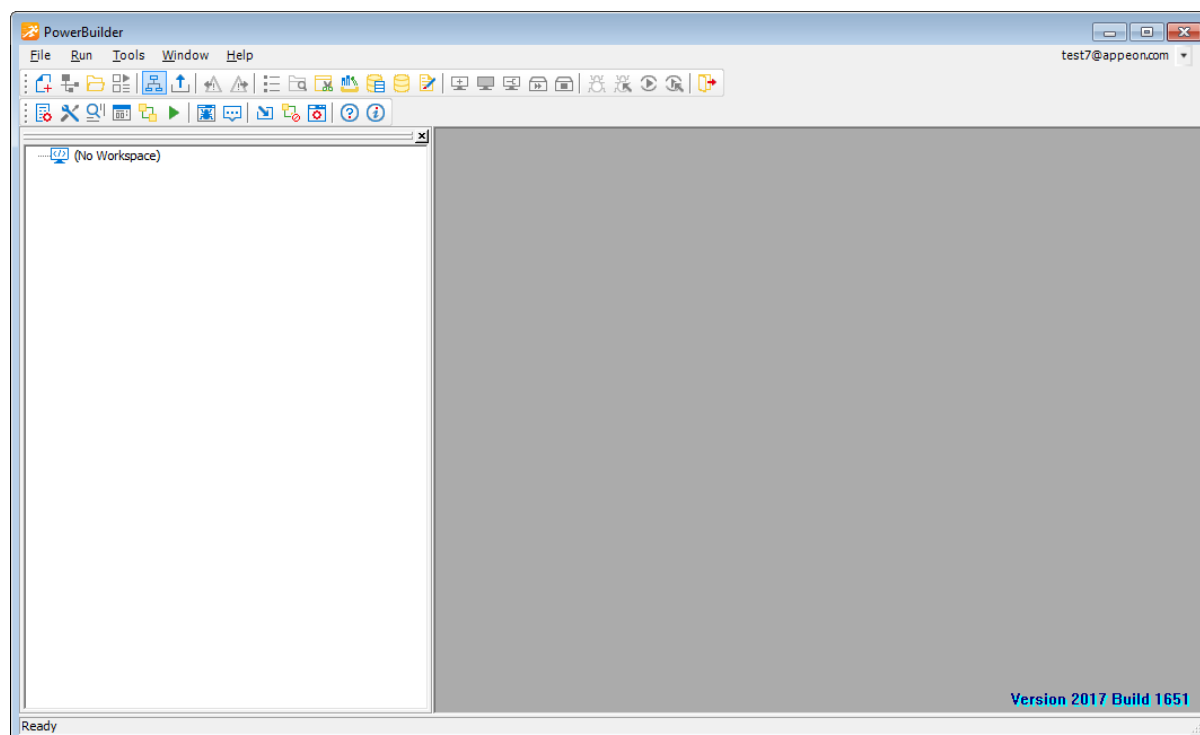 PowerBuilder
File Run Tools Window Help test7@appeon.com
(No Workspace)
Version 2017 Build 1651
Ready